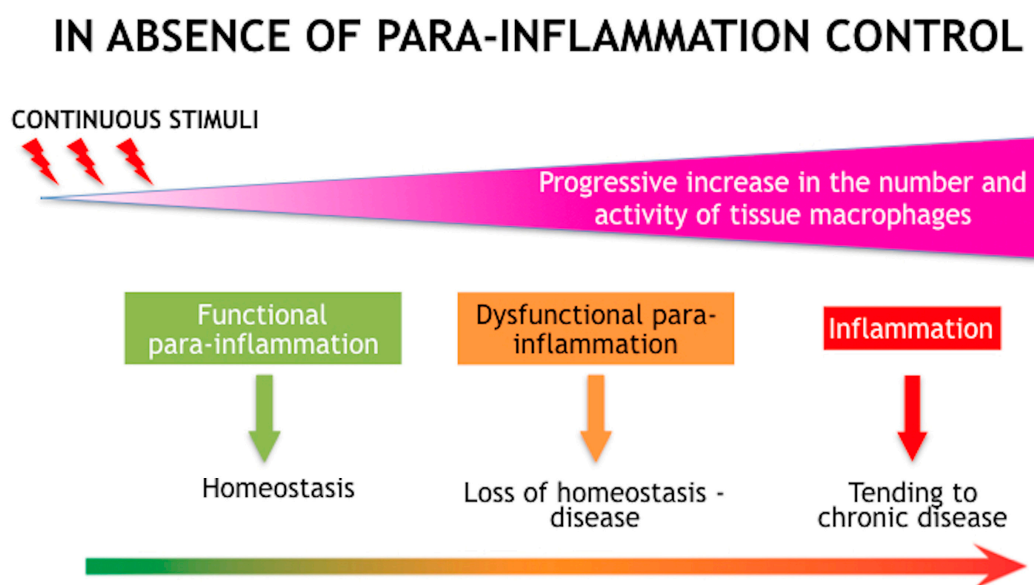 IN ABSENCE OF PARA-INFLAMMATION CONTROL
CONTINUOUS STIMULI
Progressive increase in the number and
activity of tissue macrophages
Functional
para-inflammation
Dysfunctional para-
inflammation
Inflammation
Homeostasis
Loss of homeostasis -
disease
Tending to
chronic disease